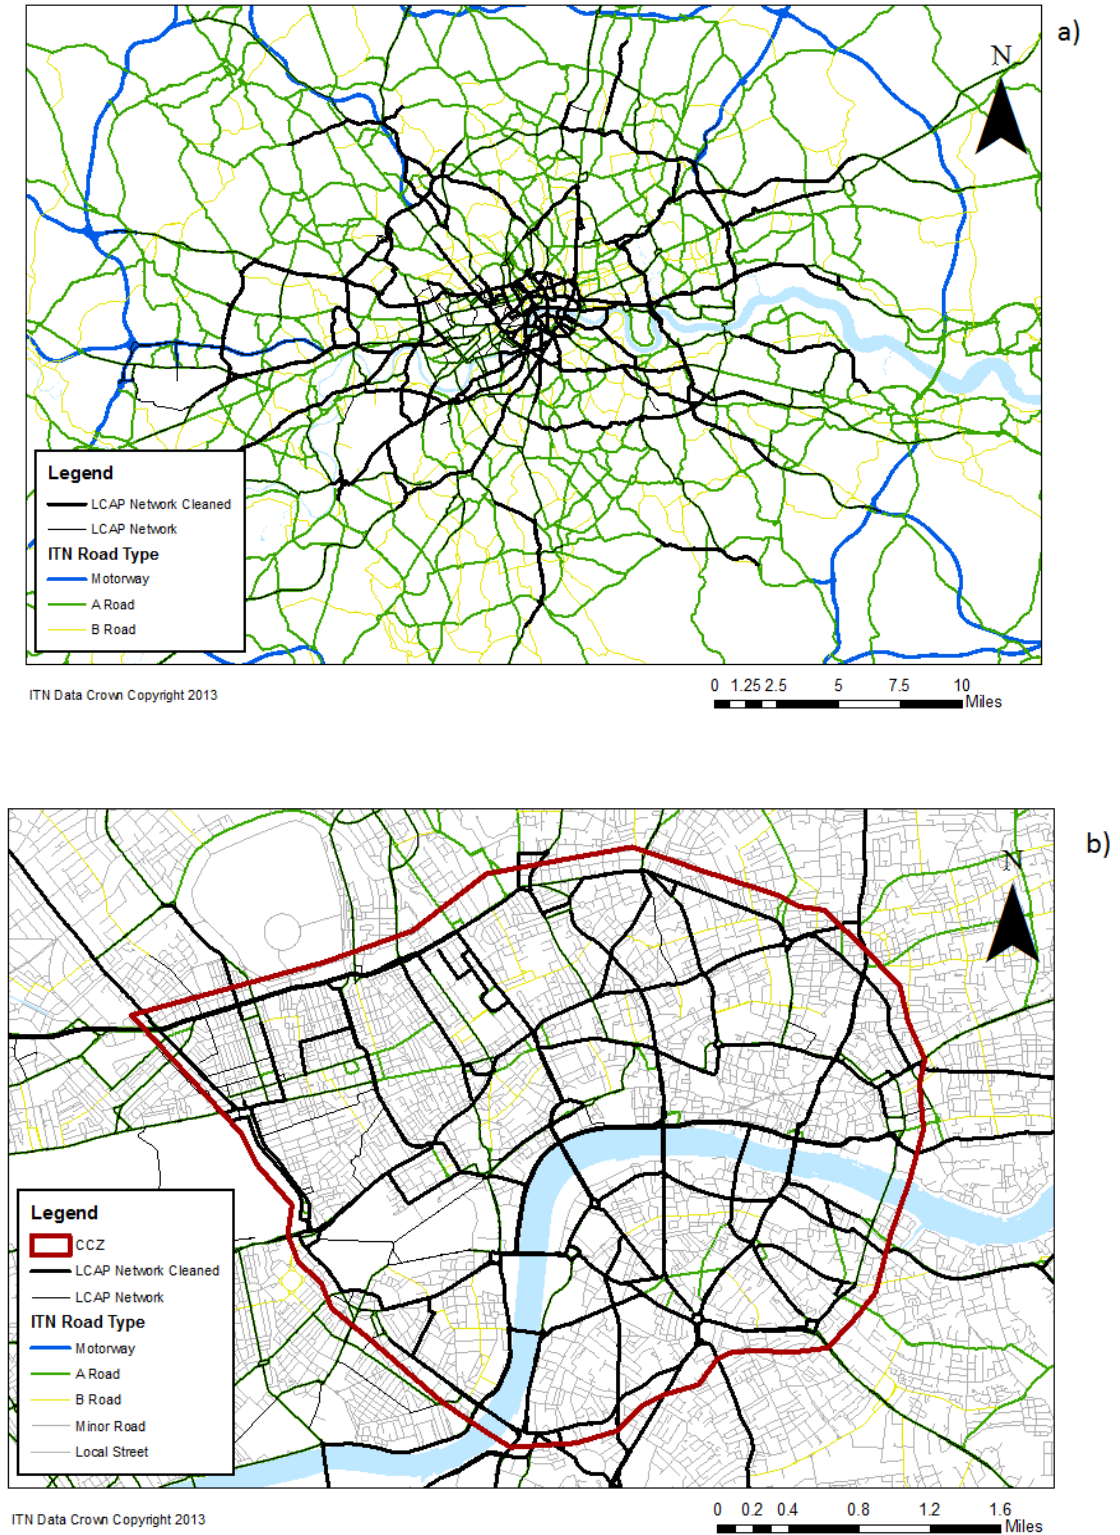 a)
N
Legend
LCAP Network Cleaned
LCAP Network
ITN Road Type
Motorway
A Road
B Road
ITN Data Crown Copyright 2013
0 1.25 2.5 5 7.5 10
Miles
b)
N
Legend
CCZ
LCAP Network Cleaned
LCAP Network
ITN Road Type
Motorway
A Road
B Road
Minor Road
Local Street
ITN Data Crown Copyright 2013
0 0.2 0.4 0.8 1.2 1.6
Miles